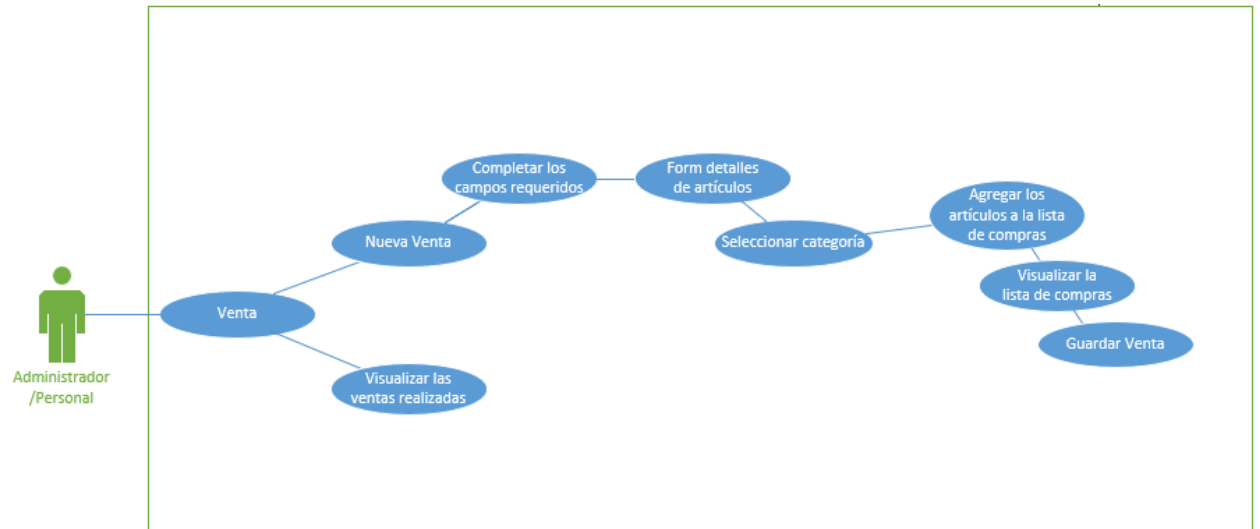 Completar los
campos requeridos
Form detalles
de artículos
Agregar los
artículos a la lista
de compras
Nueva Venta
Seleccionar categoría
Visualizar la
lista de compras
Venta
Guardar Venta
Administrador
/Personal
Visualizar las
ventas realizadas